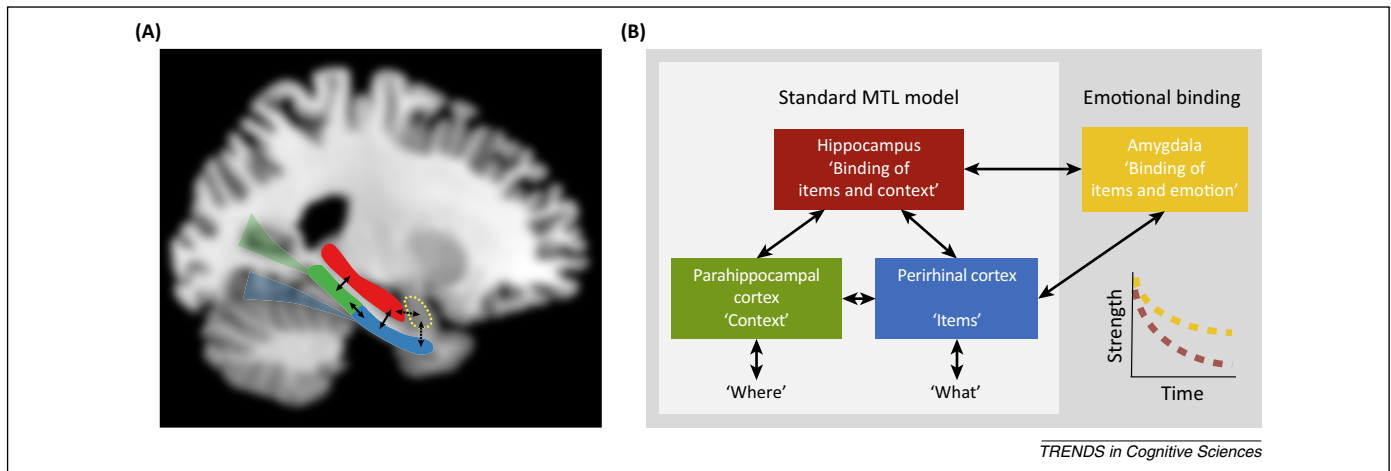 (A)
(B)
Standard MTL model
Emotional binding
Hippocampus
‘Binding of
items and context’
Amygdala
‘Binding of
items and emotion’
Parahippocampal
cortex
‘Context’
Perirhinal cortex
‘Items’
‘Where’
‘What’
Strength
Time
TRENDS in Cognitive Sciences